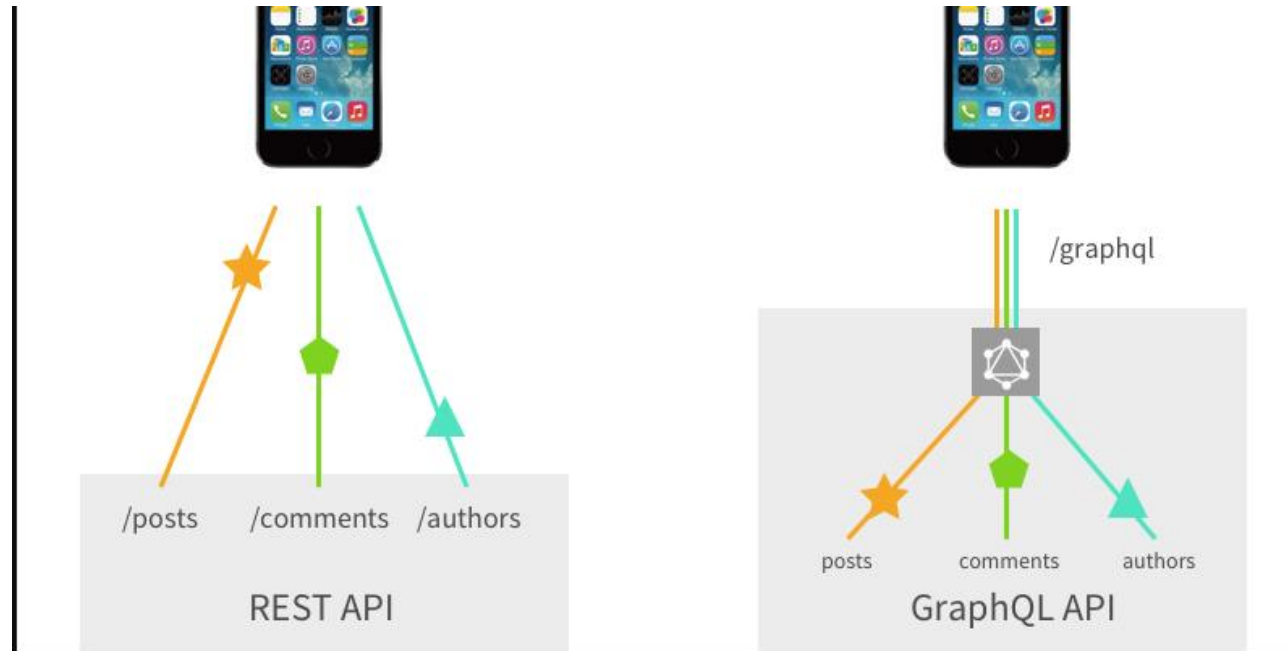 /graphql
/posts
/comments
/authors
posts
comments
authors
REST API
GraphQL API